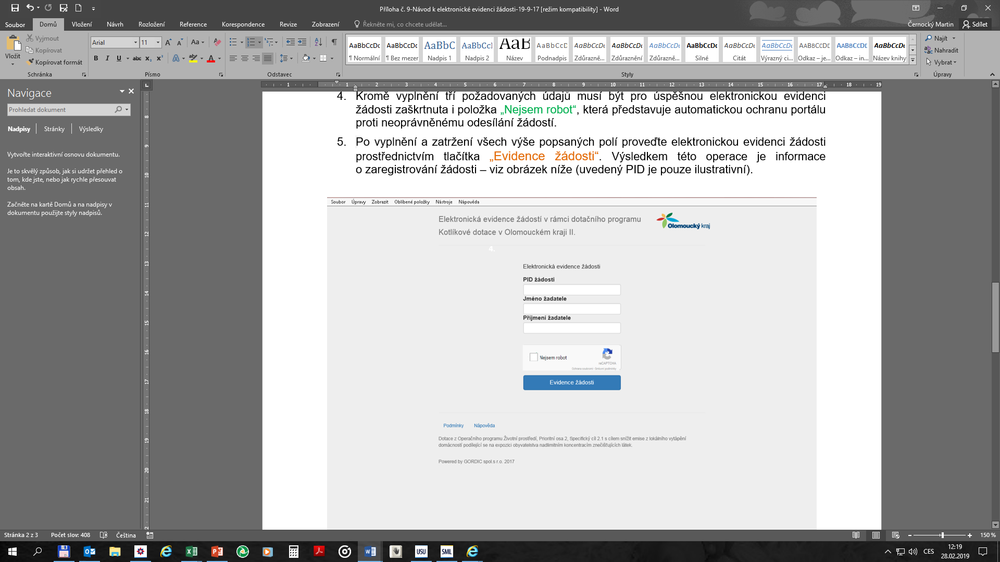 Příloha č. 9-Návod k elektronické evidenci žádosti-19-9-17 [režim kompatibility] - Word
Soubor Domů Vložení Návrh Rozložení Reference Korespondence Revize Zobrazení Řekněte mi, co chcete udělat... Černocký Martin Sdílet
Vložit
Vyjmout
Kopírovat
Kopírovat formát
Schránka
Arial 11
Písmo
Odstavec
AaBbCcDc AaBbCcDc AaBbC AaBbCcI AaB AaBbCcD AaBbCcDt AaBbCcDt AaBbCcDt AaBbCcDc AaBbCcDt AaBbCcDt AABBCCDE AABBCCDE AaBbCcDt
¶ Normální ¶ Bez mezer Nadpis 1 Nadpis 2 Název Podnadpis Zdůrazně... Zdůraznění Zdůrazně... Silné Citát Výrazný ci... Odkaz – je... Odkaz – in... Název knihy
Styly
Najít
Nahradit
Vybrat
Úpravy
Navigace
Prohledat dokument
Nadpisy Stránky Výsledky
Vytvořte interaktivní osnovu dokumentu.
Je to skvělý způsob, jak si udržet přehled o
tom, kde jste, nebo jak rychle přesouvat
obsah.
Začněte na kartě Domů a na nadpisy v
dokumentu použijte styly nadpisů.
1 1 2 3 4 5 6 7 8 9 10 11 12 13 14 15 16 17 18 19
8
9
10
11
12
13
14
15
16
17
18
19
20
21
4. Kromě vyplnění tří požadovaných údajů musí být pro úspěšnou elektronickou evidenci
žádosti zaškrtnuta i položka „Nejsem robot“, která představuje automatickou ochranu portálu
proti neoprávněnému odesílání žádostí.
5. Po vyplnění a zatržení všech výše popsaných polí proveďte elektronickou evidenci žádosti
prostřednictvím tlačítka „Evidence žádosti“. Výsledkem této operace je informace
o zaregistrování žádosti – viz obrázek níže (uvedený PID je pouze ilustrativní).
Soubor Úpravy Zobrazit Oblíbené položky Nástroje Nápověda
Elektronická evidence žádostí v rámci dotačního programu
Kotlíkové dotace v Olomouckém kraji II.
Olomoucký kraj
4.
Elektronická evidence žádosti
PID žádosti
Jméno žadatele
Příjmení žadatele
Nejsem robot
reCAPTCHA
Ochrana soukromí - Smluvní podmínky
Evidence žádosti
Podmínky Nápověda
Dotace z Operačního programu Životní prostředí, Prioritní osa 2, Specifický cíl 2.1 s cílem snížit emise z lokálního vytápění
domácností podílející se na expozici obyvatelstva nadlimitním koncentracím znečišťujících látek.
Powered by GORDIC spol.s r.o. 2017
Stránka 2 z 3 Počet slov: 408 Čeština 150 %
USU SML CES 12:19
28.02.2019